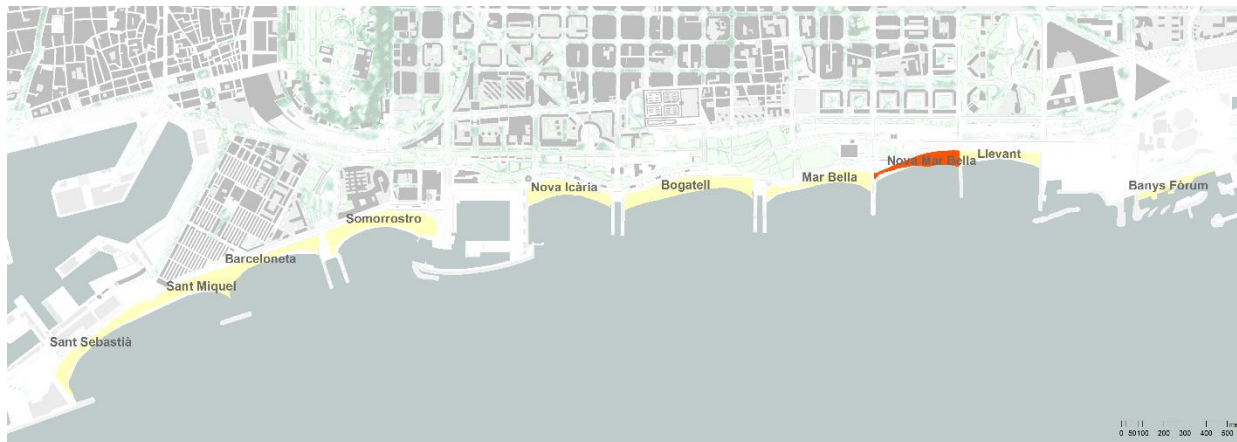 Llevant
Nova Mar Bella
Mar Bella
Bogatell
Nova Icària
Banys Fòrum
Somorrostro
Barceloneta
Sant Miquel
Sant Sebastià
0 50 100 200 300 400 500